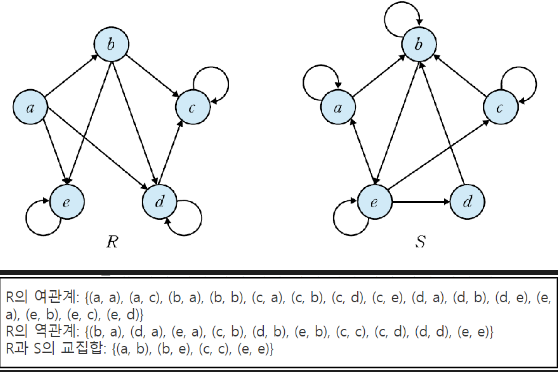 b
a
c
e
d
R
b
a
c
e
d
S
R의 여관계: {(a, a), (a, c), (b, a), (b, b), (c, a), (c, b), (c, d), (c, e), (d, a), (d, b), (d, e), (e,
a), (e, b), (e, c), (e, d)}
R의 역관계: {(b, a), (d, a), (e, a), (c, b), (d, b), (e, b), (c, c), (c, d), (d, d), (e, e)}
R과 S의 교집합: {(a, b), (b, e), (c, c), (e, e)}